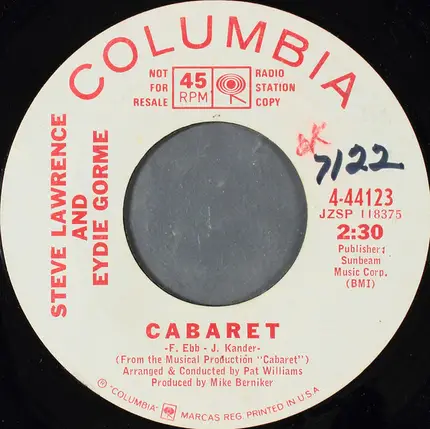 COLUMBIA
NOT FOR RESALE
45 RPM
RADIO STATION COPY
STEVE LAWRENCE
AND
EYDIE GORME
7122
4-44123
JZSP 118375
2:30
Publisher:
Sunbeam
Music Corp.
(BMI)
CABARET
-F. Ebb - J. Kander-
(From the Musical Production "Cabaret")
Arranged & Conducted by Pat Williams
Produced by Mike Berniker
© "COLUMBIA" MARCAS REG. PRINTED IN U.S.A.